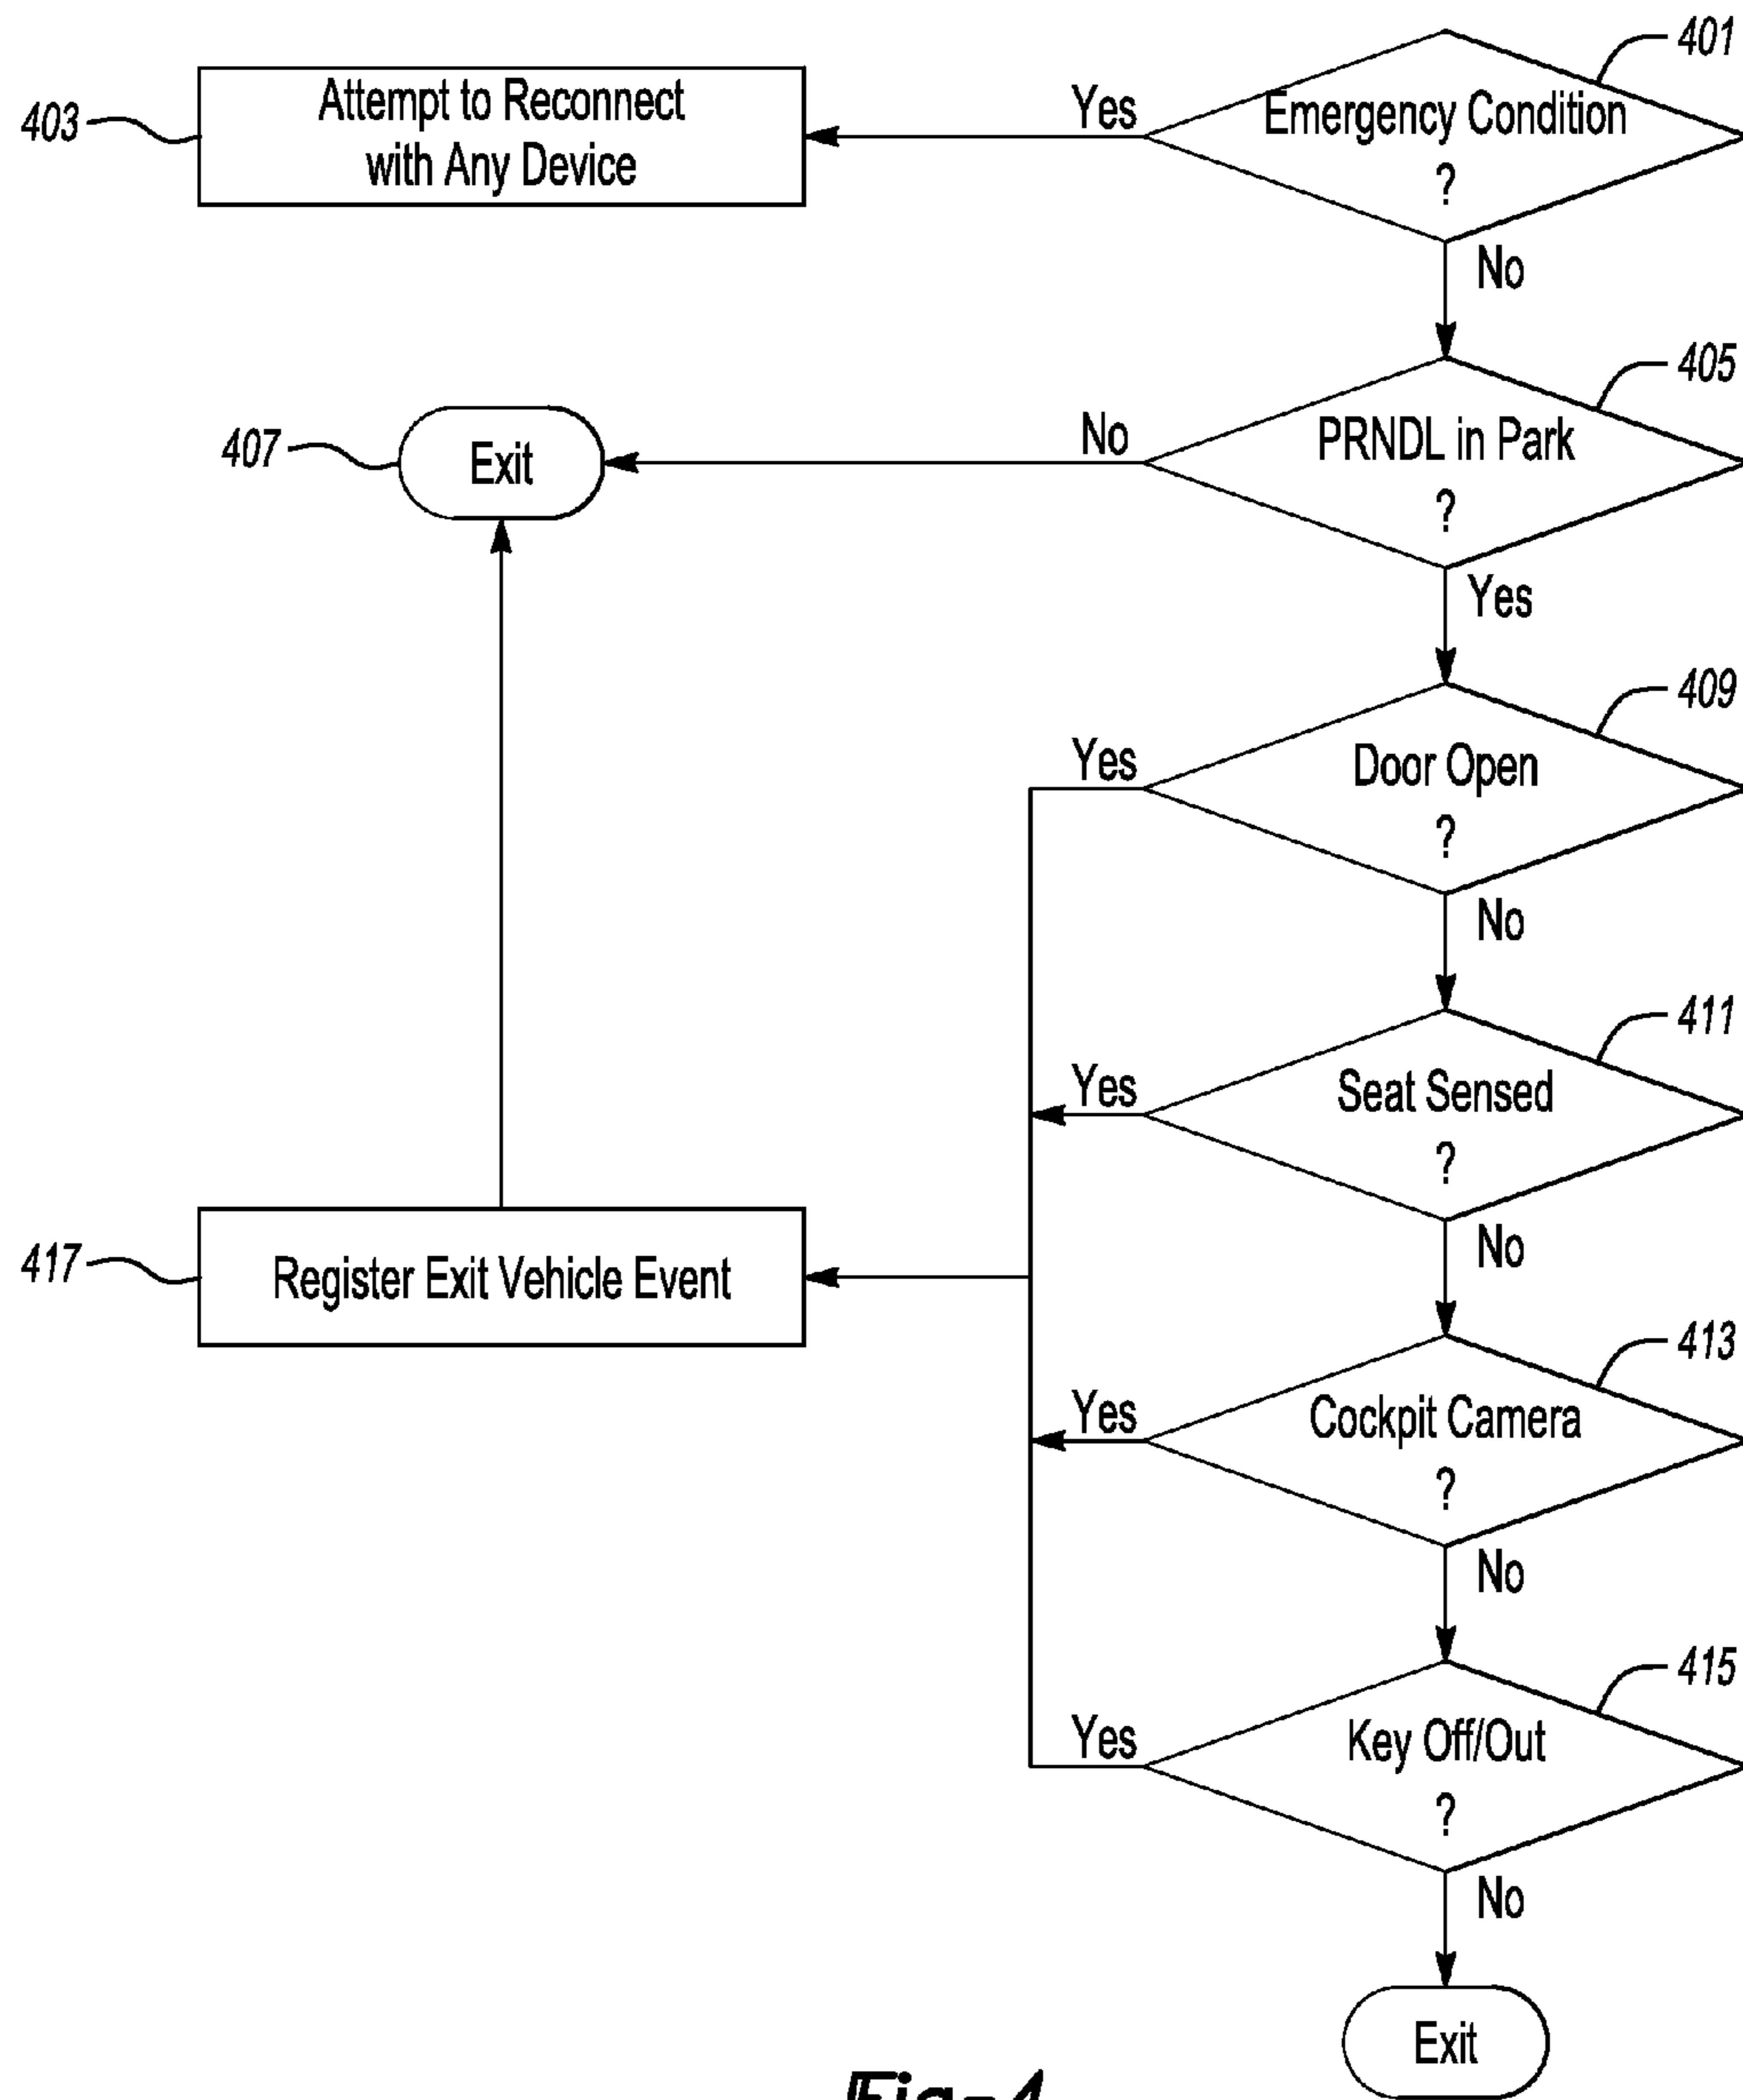 401
Emergency Condition
?
Yes
403
Attempt to Reconnect
with Any Device
No
405
PRNDL in Park
?
No
407
Exit
Yes
409
Door Open
?
Yes
No
411
Seat Sensed
?
Yes
No
417
Register Exit Vehicle Event
413
Cockpit Camera
?
Yes
No
415
Key Off/Out
?
Yes
No
Exit
Fig-4